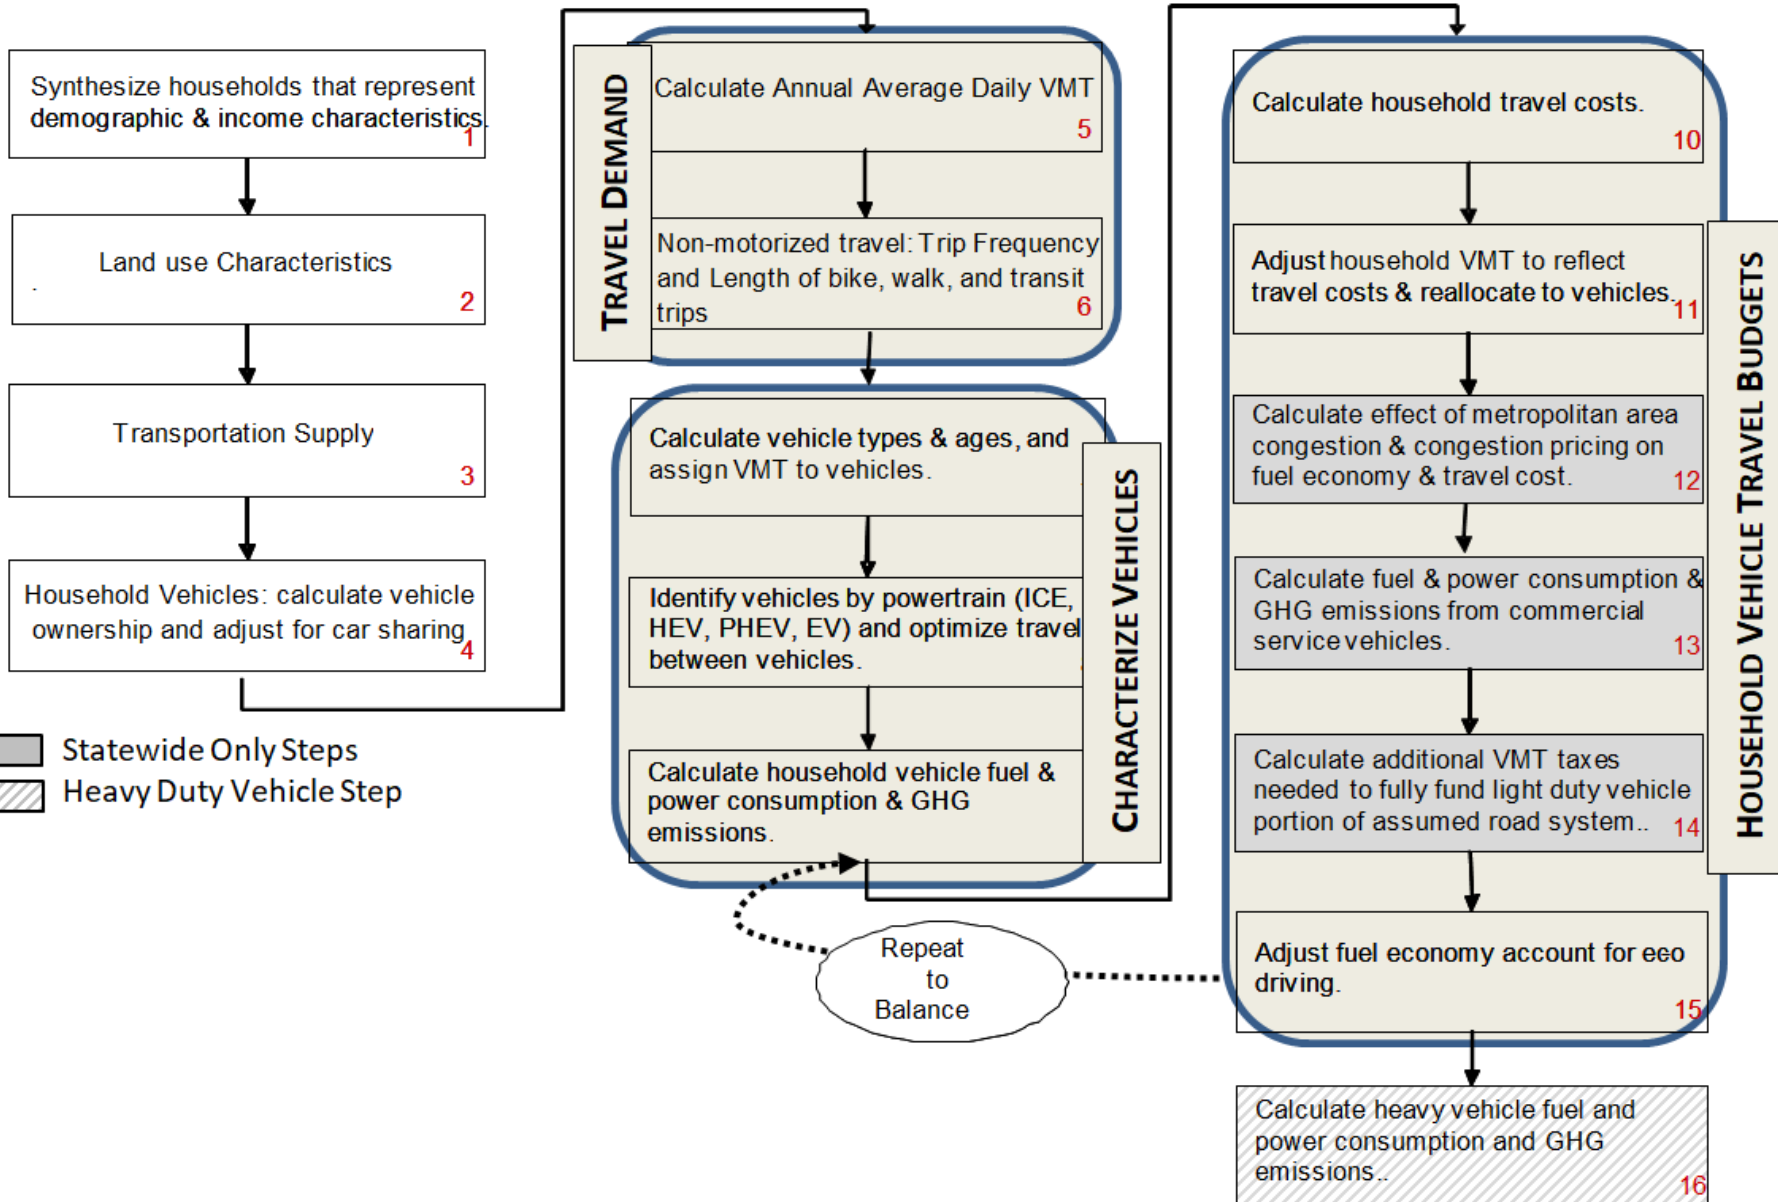 Synthesize households that represent
demographic & income characteristics.
1
Land use Characteristics
.
2
Transportation Supply
3
Household Vehicles: calculate vehicle
ownership and adjust for car sharing
4
Statewide Only Steps
Heavy Duty Vehicle Step
TRAVEL DEMAND
Calculate Annual Average Daily VMT
5
Non-motorized travel: Trip Frequency
and Length of bike, walk, and transit
trips
6
CHARACTERIZE VEHICLES
Calculate vehicle types & ages, and
assign VMT to vehicles.
Identify vehicles by powertrain (ICE,
HEV, PHEV, EV) and optimize travel
between vehicles.
Calculate household vehicle fuel &
power consumption & GHG
emissions.
Repeat
to
Balance
HOUSEHOLD VEHICLE TRAVEL BUDGETS
Calculate household travel costs.
10
Adjust household VMT to reflect
travel costs & reallocate to vehicles.
11
Calculate effect of metropolitan area
congestion & congestion pricing on
fuel economy & travel cost.
12
Calculate fuel & power consumption &
GHG emissions from commercial
service vehicles.
13
Calculate additional VMT taxes
needed to fully fund light duty vehicle
portion of assumed road system..
14
Adjust fuel economy account for eco
driving.
15
Calculate heavy vehicle fuel and
power consumption and GHG
emissions..
16